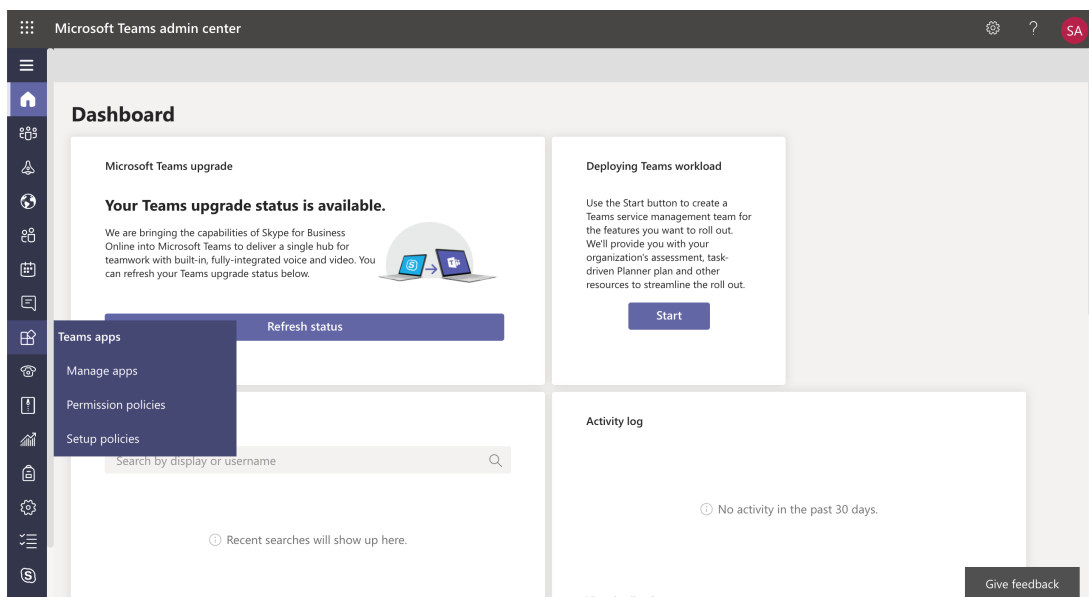 Microsoft Teams admin center
?
SA
Dashboard
Microsoft Teams upgrade
Your Teams upgrade status is available.
We are bringing the capabilities of Skype for Business
Online into Microsoft Teams to deliver a single hub for
teamwork with built-in, fully-integrated voice and video. You
can refresh your Teams upgrade status below.
Refresh status
Deploying Teams workload
Use the Start button to create a
Teams service management team for
the features you want to roll out.
We'll provide you with your
organization's assessment, task-
driven Planner plan and other
resources to streamline the roll out.
Start
Teams apps
Manage apps
Permission policies
Setup policies
Search by display or username
Recent searches will show up here.
Activity log
No activity in the past 30 days.
Give feedback